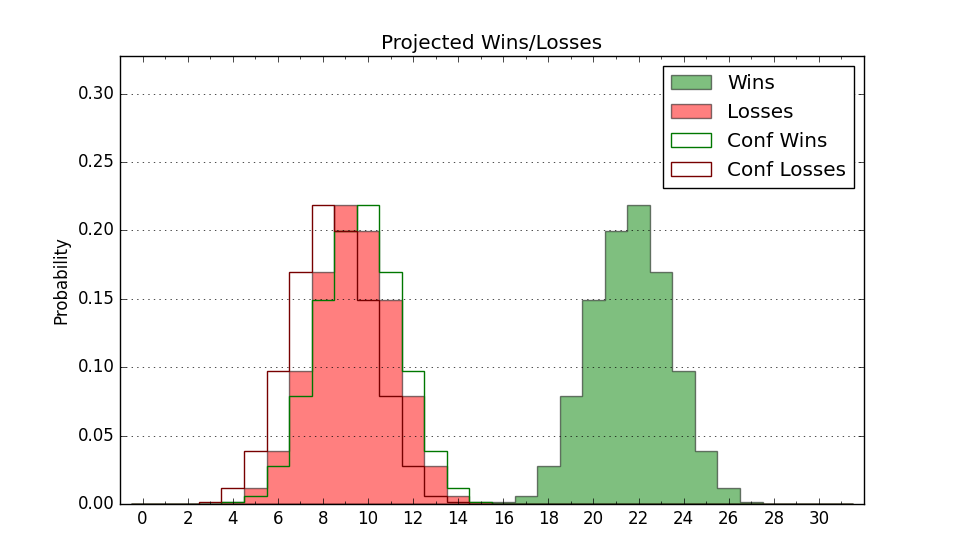 Projected Wins/Losses
Wins
Losses
Conf Wins
Conf Losses
Probability
0.30
0.25
0.20
0.15
0.10
0.05
0.00
0 2 4 6 8 10 12 14 16 18 20 22 24 26 28 30